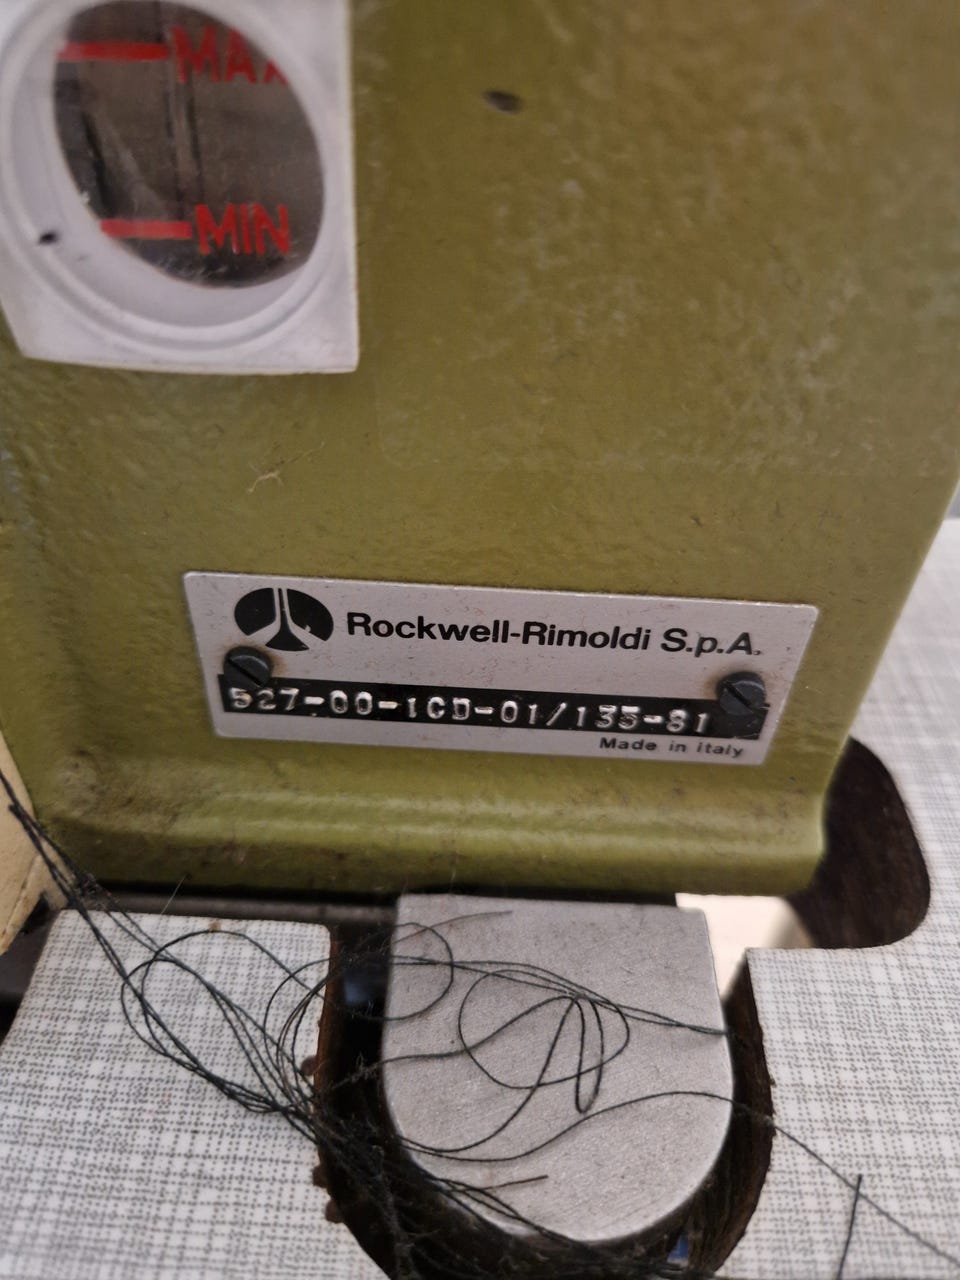 MAX
MIN
Rockwell-Rimoldi S.p.A.
527-00-1CD-01/135-81
Made in italy